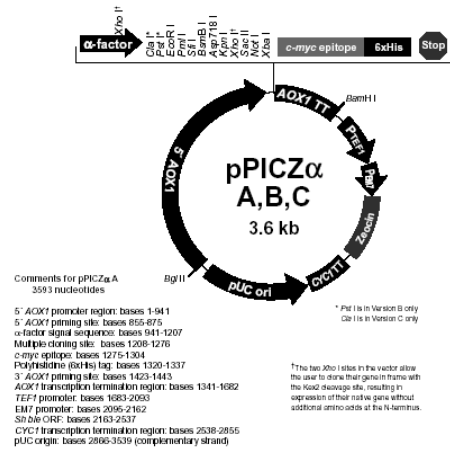 Xho I†
α-factor
Cla I*
Pst I*
EcoR I
Pml I
Sfi I
BsmB I
Asp718 I
Kpn I
Xho I†
Sac II
Not I
Xba I
c-myc epitope
6xHis
Stop
AOX1 TT
BamH I
PTEF1
PEM7
Zeocin
CYC1 TT
pUC ori
Bgl II
5´ AOX1
pPICZα
A,B,C
3.6 kb
Comments for pPICZαA
3593 nucleotides
5´ AOX1 promoter region: bases 1-941
5´ AOX1 priming site: bases 855-875
α-factor signal sequence: bases 941-1207
Multiple cloning site: bases 1208-1276
c-myc epitope: bases 1275-1304
Polyhistidine (6xHis) tag: bases 1320-1337
3´ AOX1 priming site: bases 1423-1443
AOX1 transcription termination region: bases 1341-1682
TEF1 promoter: bases 1683-2093
EM7 promoter: bases 2095-2162
Sh ble ORF: bases 2163-2537
CYC1 transcription termination region: bases 2538-2855
pUC origin: bases 2866-3539 (complementary strand)
* Pst I is in Version B only
Cla I is in Version C only
†The two Xho I sites in the vector allow
the user to clone their gene in frame with
the Kex2 cleavage site, resulting in
expression of their native gene without
additional amino acids at the N-terminus.